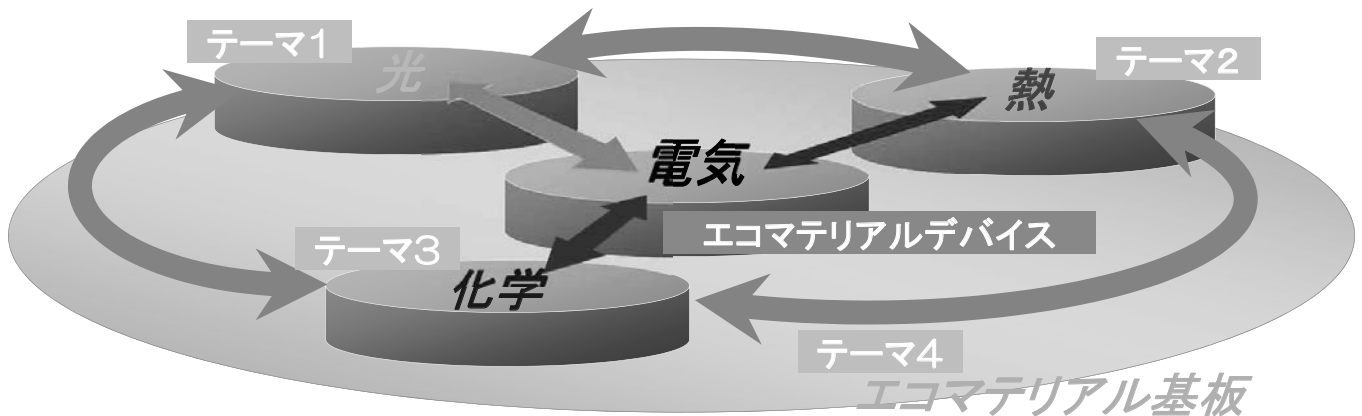 テーマ1
光
テーマ2
熱
電気
エコマテリアルデバイス
テーマ3
化学
テーマ4
エコマテリアル基板